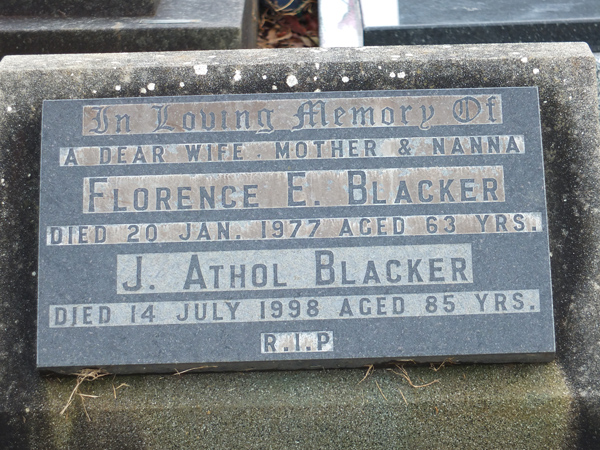 In Loving Memory Of
A DEAR WIFE. MOTHER & NANNA
FLORENCE E. BLACKER
DIED 20 JAN. 1977 AGED 63 YRS.
J. ATHOL BLACKER
DIED 14 JULY 1998 AGED 85 YRS.
R.I.P